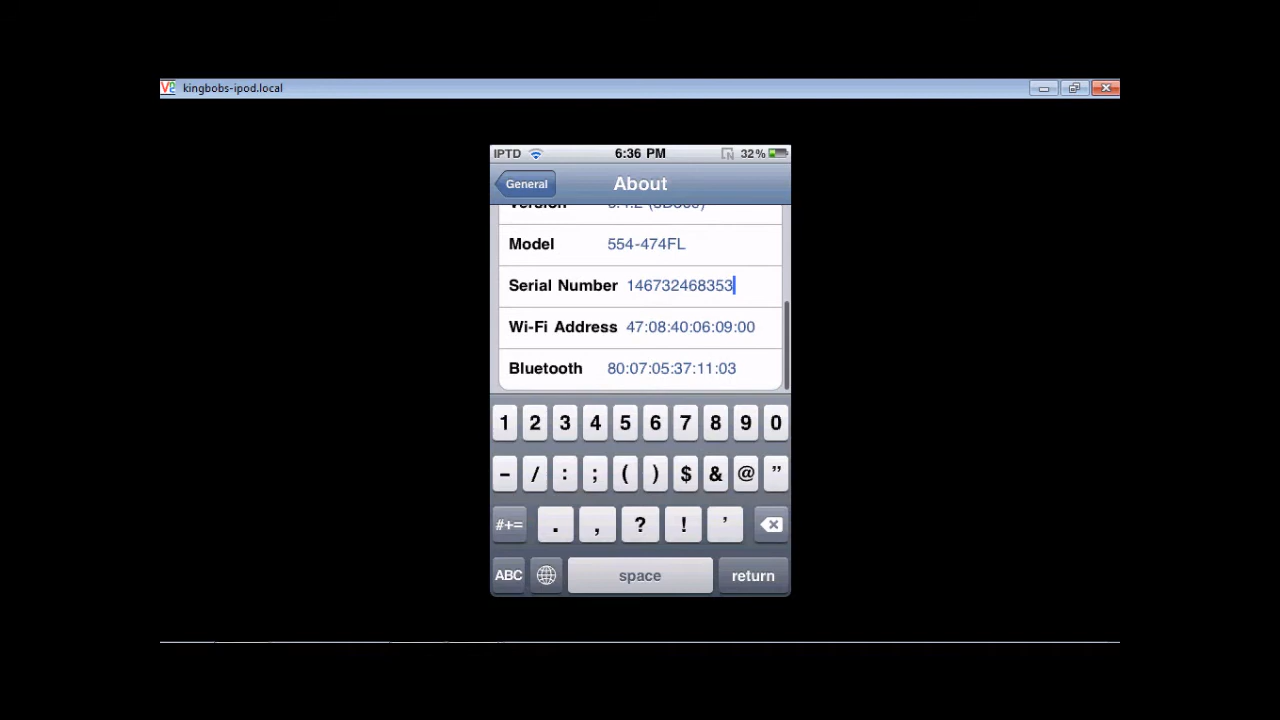 kingbobs-ipod.local
IPTD 6:36 PM 32%
General About
Version
Model 554-474FL
Serial Number 146732468353
Wi-Fi Address 47:08:40:06:09:00
Bluetooth 80:07:05:37:11:03
1 2 3 4 5 6 7 8 9 0
- / : ; ( ) $ & @ ”
#+= . , ? ! ’
ABC space return